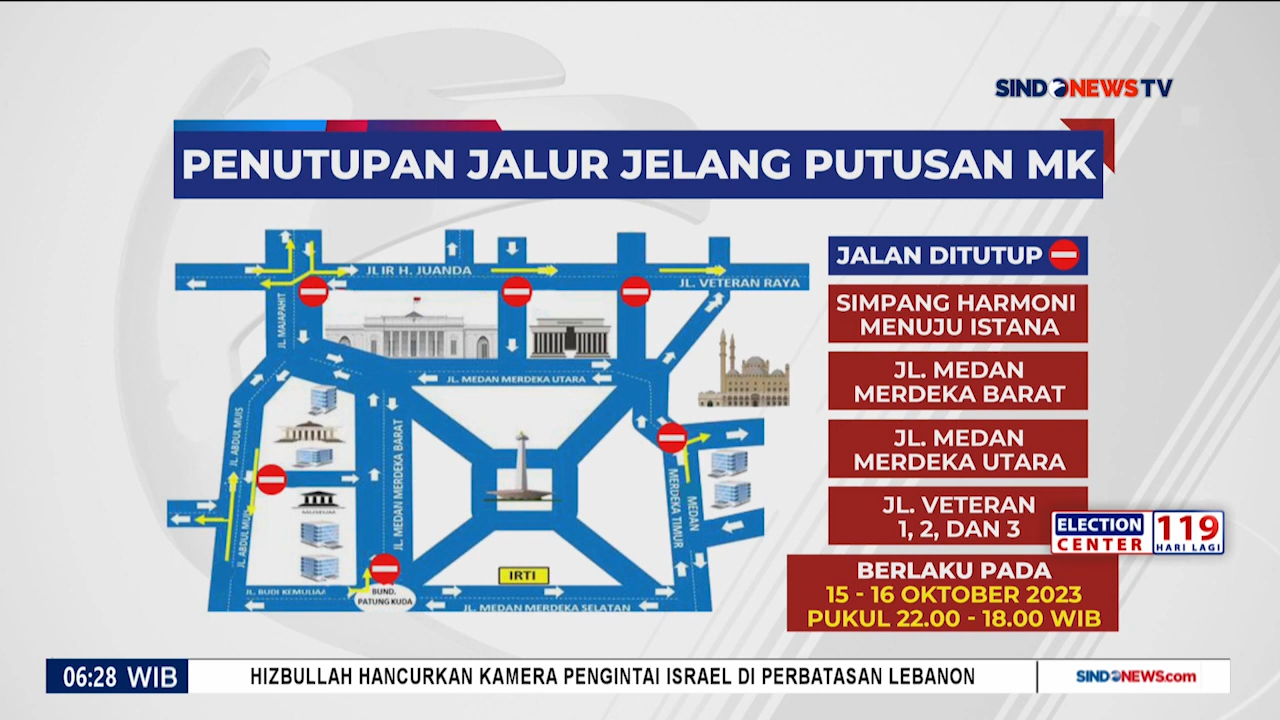 SINDONEWS TV
PENUTUPAN JALUR JELANG PUTUSAN MK
JL IR H. JUANDA
JL. VETERAN RAYA
JL. MAJAPAHIT
JL. MEDAN MERDEKA UTARA
JL. ABDUL MUIS
JL. MEDAN MERDEKA BARAT
MUSEUM
JL. ABDUL MUIS
MEDAN
MERDEKA TIMUR
IRTI
JL. BUDI KEMULIAA
BUND.
PATUNG KUDA
JL. MEDAN MERDEKA SELATAN
JALAN DITUTUP
SIMPANG HARMONI
MENUJU ISTANA
JL. MEDAN
MERDEKA BARAT
JL. MEDAN
MERDEKA UTARA
JL. VETERAN
1, 2, DAN 3
ELECTION
CENTER
119
HARI LAGI
BERLAKU PADA
15 - 16 OKTOBER 2023
PUKUL 22.00 - 18.00 WIB
06:28 WIB
HIZBULLAH HANCURKAN KAMERA PENGINTAI ISRAEL DI PERBATASAN LEBANON
SINDONEWS.com